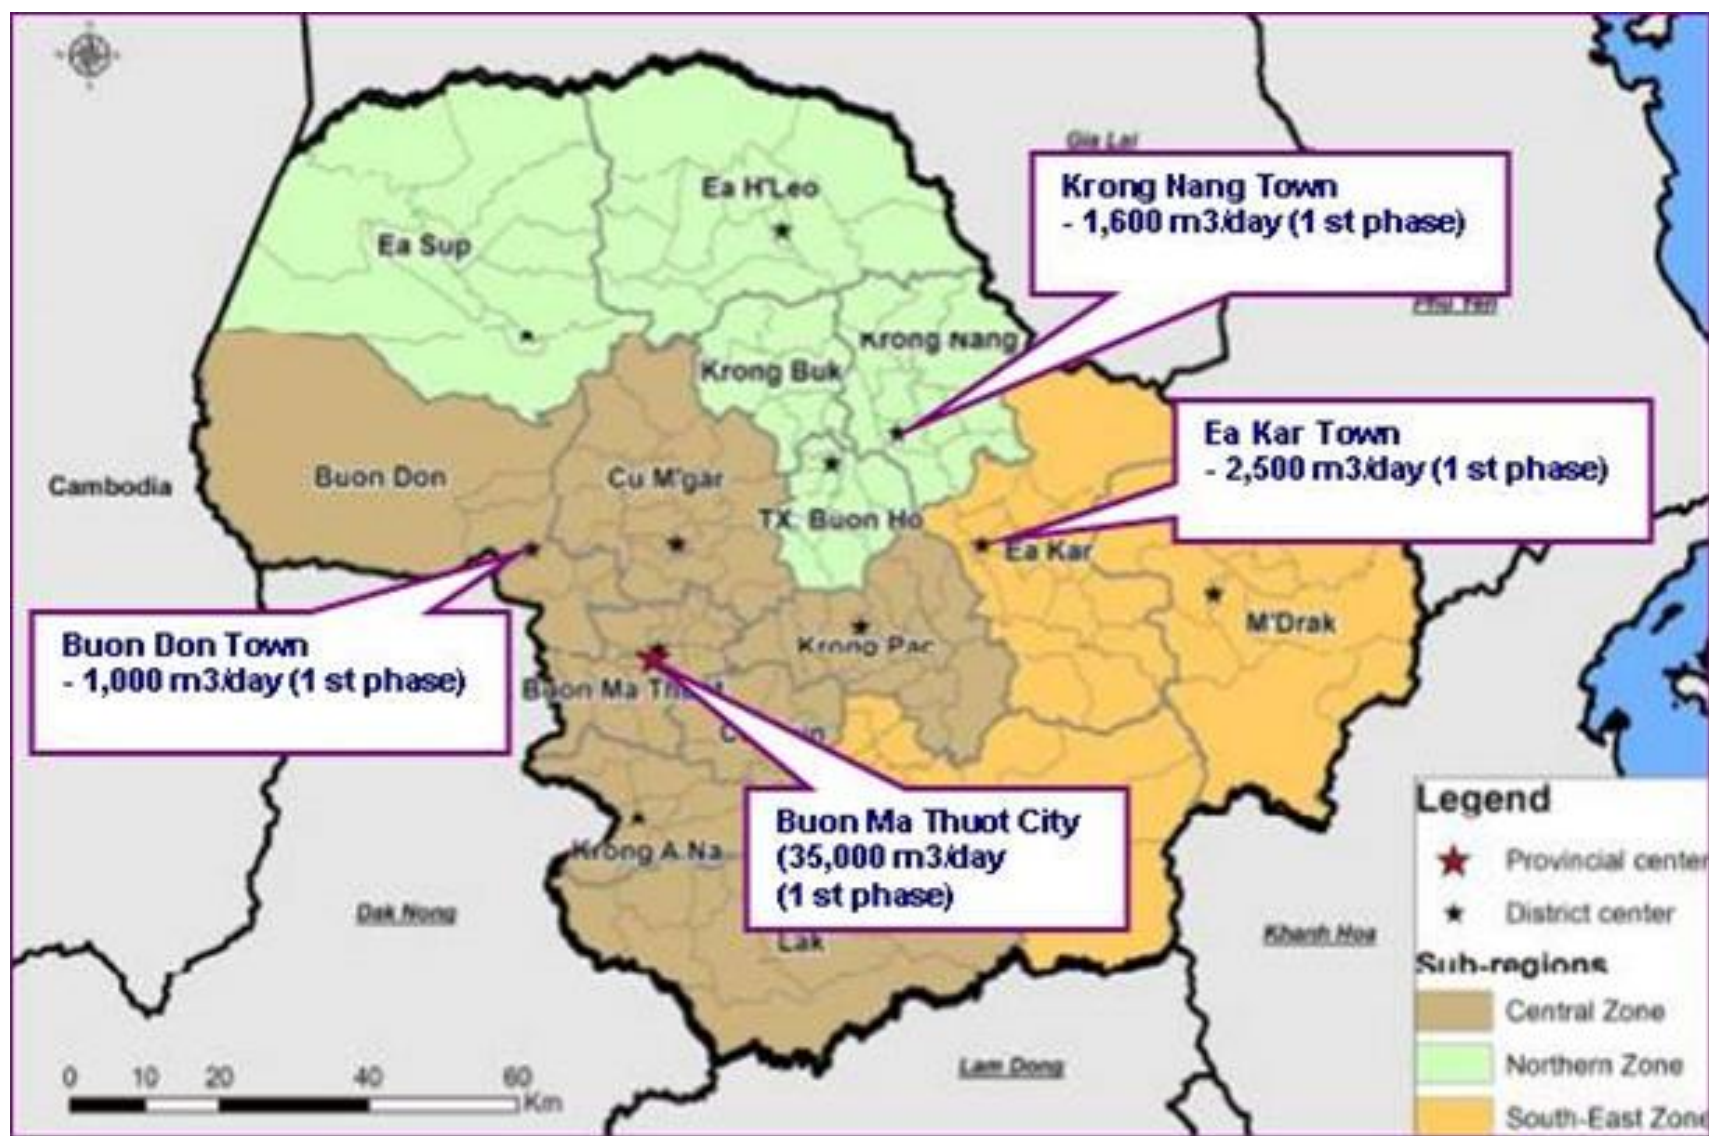 Gia Lai
Krong Nang Town
- 1,600 m3/day (1 st phase)
Ea H'Leo
Ea Sup
Phu Yen
Krong Nang
Krong Buk
Ea Kar Town
- 2,500 m3/day (1 st phase)
Cambodia
Buon Don
Cu M'gar
TX. Buon Ho
Ea Kar
M'Drak
Buon Don Town
- 1,000 m3/day (1 st phase)
Krong Pac
Buon Ma Thuot
Buon Ma Thuot City
(35,000 m3/day
(1 st phase)
Krong A.Na
Lak
Dak Nong
Khanh Hoa
Lam Dong
Legend
Provincial center
District center
Sub-regions
Central Zone
Northern Zone
South-East Zone
0 10 20 40 60
Km